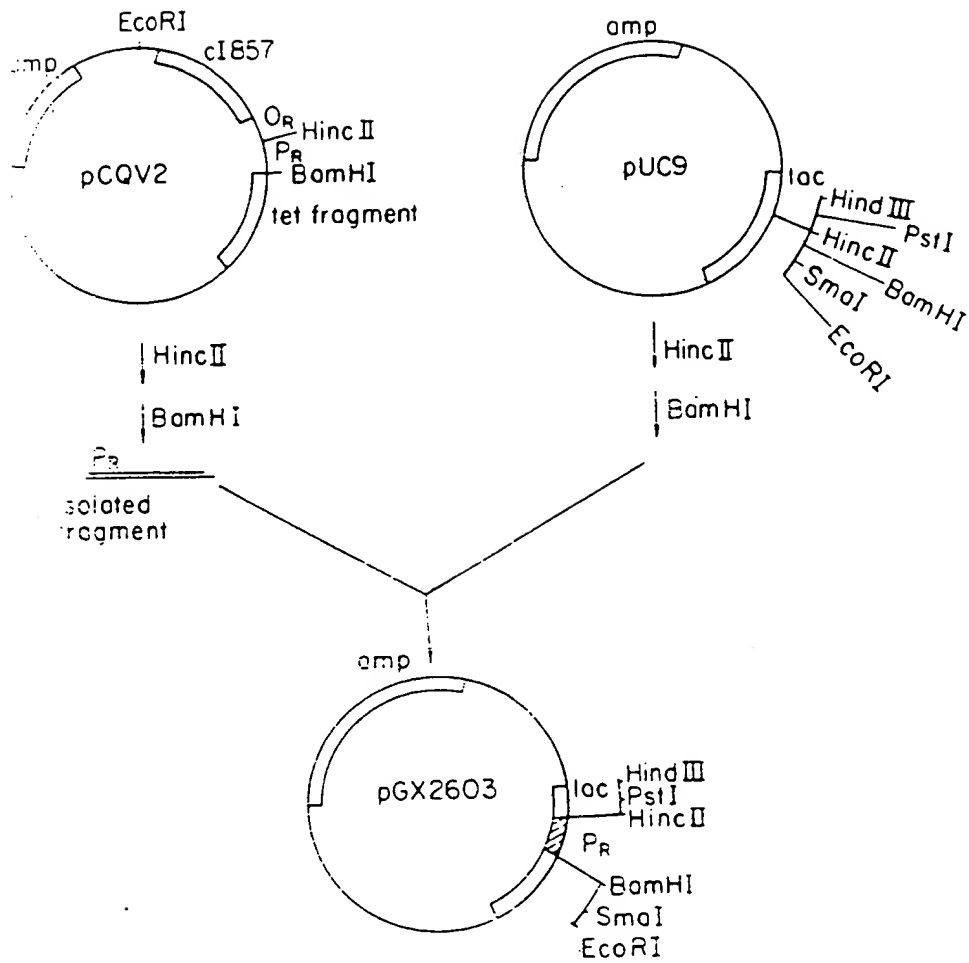 EcoRI
cI857
OR
HincII
PR
BamHI
pCQV2
tet fragment
amp
pUC9
lac
HindIII
PstI
HincII
BamHI
SmaI
EcoRI
HincII
BamHI
PR
HincII
BamHI
amp
pGX2603
lac
HindIII
PstI
HincII
PR
BamHI
SmaI
EcoRI